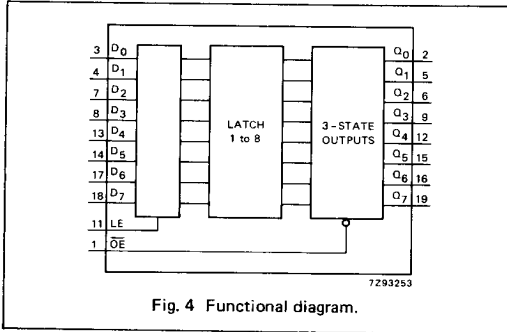 3 D0 Q0 2
4 D1 Q1 5
7 D2 Q2 6
8 D3 LATCH 3-STATE Q3 9
13 D4 1 to 8 OUTPUTS Q4 12
14 D5 Q5 15
17 D6 Q6 16
18 D7 Q7 19
11 LE
1 O̅E̅
7Z93253
Fig. 4 Functional diagram.